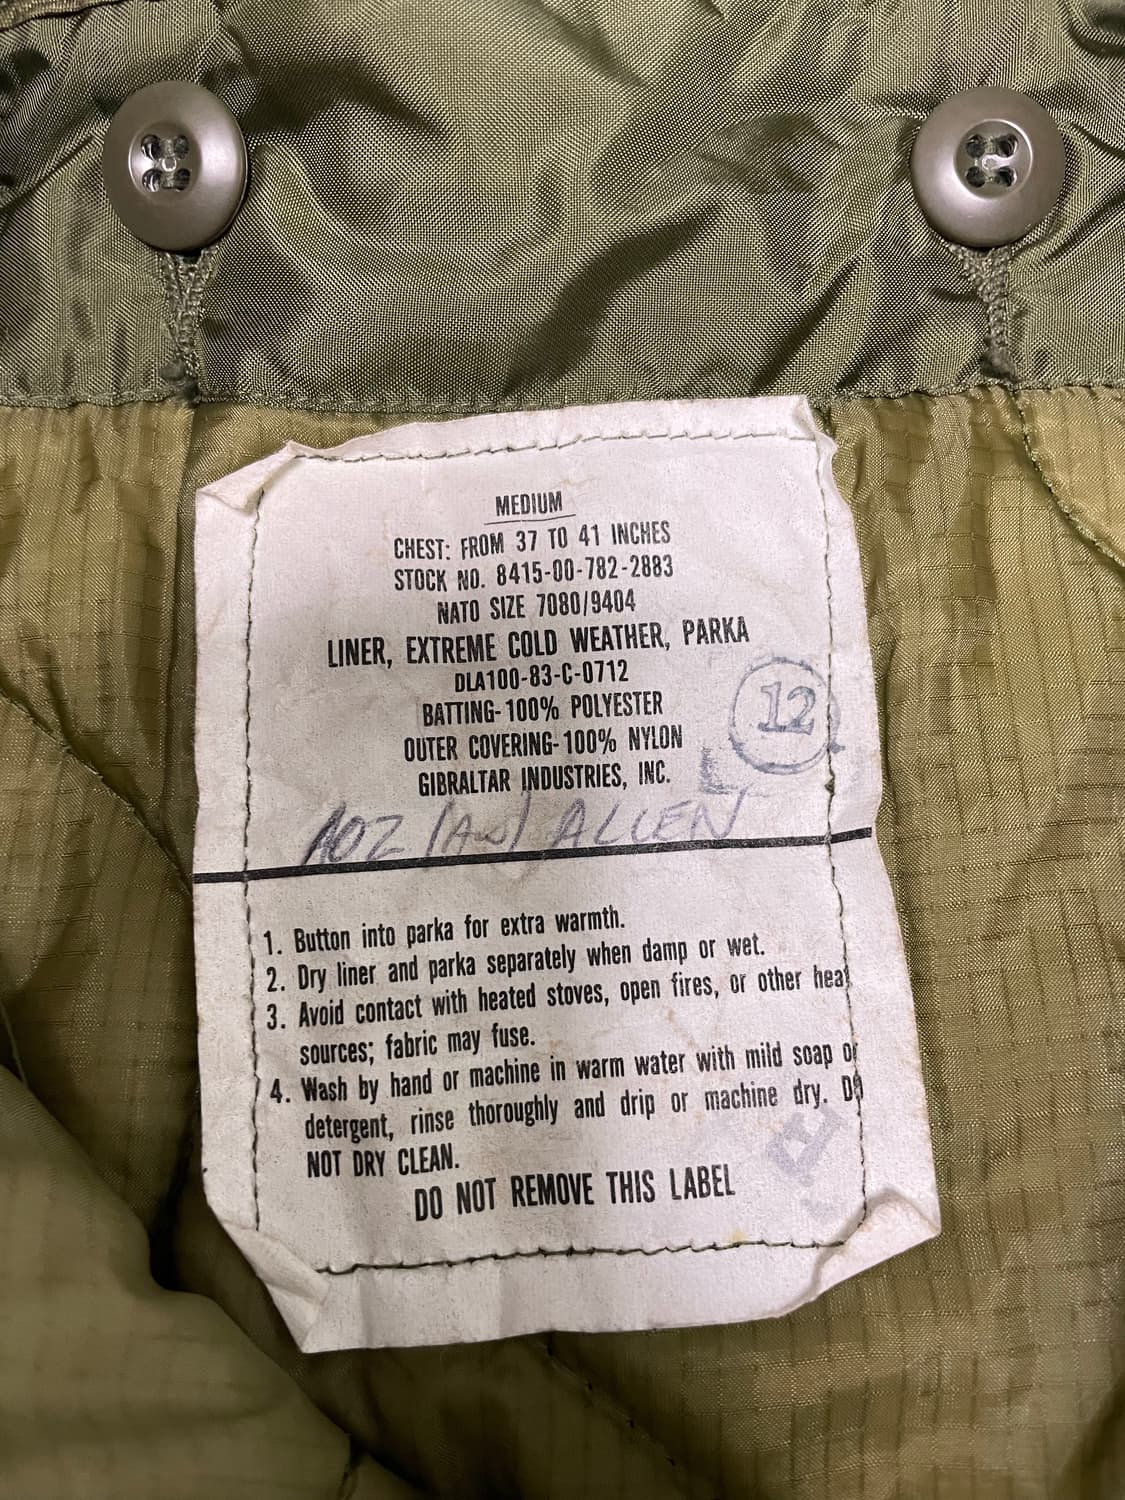 MEDIUM
CHEST: FROM 37 TO 41 INCHES
STOCK NO. 8415-00-782-2883
NATO SIZE 7080/9404
LINER, EXTREME COLD WEATHER, PARKA
DLA100-83-C-0712
BATTING-100% POLYESTER
12
OUTER COVERING-100% NYLON
GIBRALTAR INDUSTRIES, INC.
AO2 (AW) ALLEN
1. Button into parka for extra warmth.
2. Dry liner and parka separately when damp or wet.
3. Avoid contact with heated stoves, open fires, or other heat
sources; fabric may fuse.
4. Wash by hand or machine in warm water with mild soap or
detergent, rinse thoroughly and drip or machine dry. DO
NOT DRY CLEAN.
DO NOT REMOVE THIS LABEL